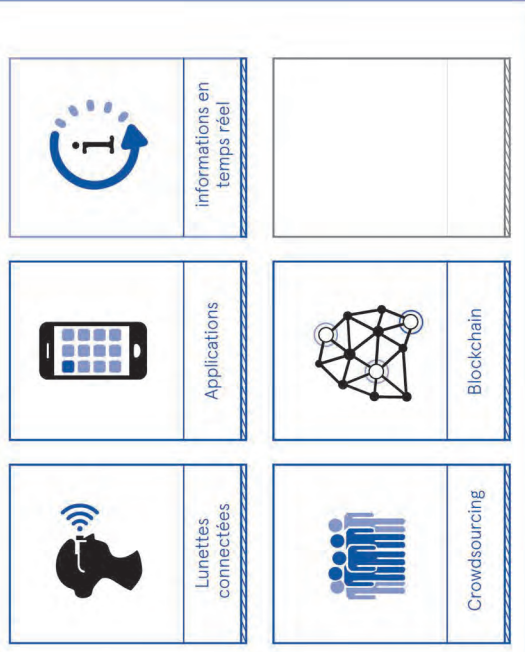 Lunettes
connectées
Applications
i
informations en
temps réel
Crowdsourcing
Blockchain